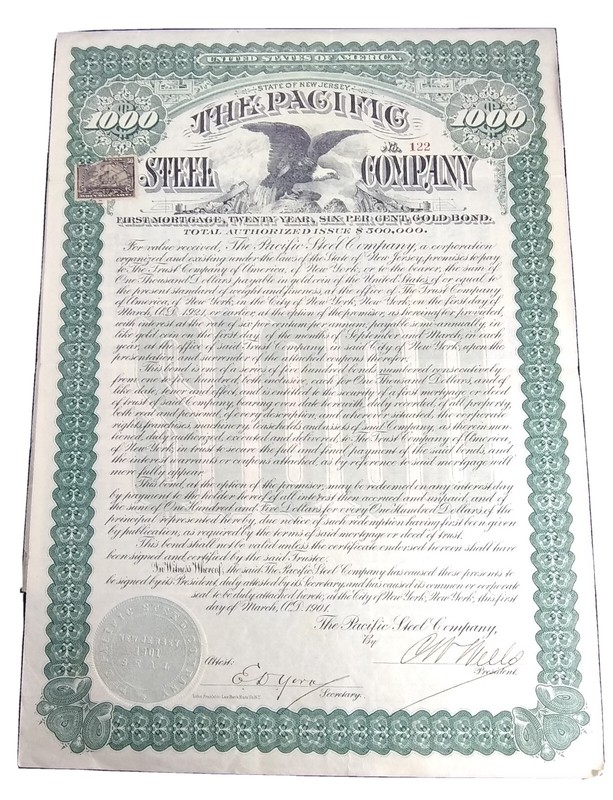 UNITED STATES OF AMERICA.
STATE OF NEW JERSEY.
1000
THE PACIFIC
1000
No. 122
STEEL COMPANY
FIRST MORTGAGE, TWENTY YEAR, SIX PER CENT, GOLD BOND.
TOTAL AUTHORIZED ISSUE $500,000.
For value received, The Pacific Steel Company, a corporation
organized and existing under the laws of the State of New Jersey, promises to pay
to The Trust Company of America, of New York, or to the bearer, the sum of
One Thousand Dollars, payable in gold coin of the United States of or equal to
the present standard of weight and fineness, at the office of The Trust Company
of America, of New York, in the City of New York, New York, on the first day of
March, A.D. 1921, or earlier, at the option of the promisor, as hereinafter provided,
with interest at the rate of six per centum per annum, payable semi-annually, in
like gold coin on the first day of the months of September and March, in each
year, at the office of said Trust Company, in said City of New York, upon the
presentation and surrender of the attached coupons therefor.
This bond is one of a series of five hundred bonds, numbered consecutively
from one to five hundred, both inclusive, each for One Thousand Dollars, and of
like date, tenor and effect, and is entitled to the security of a first mortgage or deed
of trust of said Company, bearing even date herewith, duly recorded of all property,
both real and personal, of every description, and wherever situated, the corporate
rights, franchises, machinery, leaseholds and assets of said Company, as therein men-
tioned, duly authorized, executed and delivered, to The Trust Company of America,
of New York, in trust to secure the full and final payment of the said bonds, and
the interest warrants or coupons attached, as by reference to said mortgage will
more fully appear.
This bond, at the option of the promisor, may be redeemed on any interest day
by payment to the holder hereof of all interest then accrued and unpaid, and of
the sum of One Hundred and Five Dollars for every One Hundred Dollars of the
principal represented hereby, due notice of such redemption having first been given
by publication, as required by the terms of said mortgage or deed of trust.
This bond shall not be valid unless the certificate endorsed hereon shall have
been signed and certified by the said Trustee.
In Witness Whereof, the said The Pacific Steel Company has caused these presents to
be signed by its President, duly attested by its Secretary, and has caused its common corporate
seal to be duly attached hereto, at the City of New York, New York, this first
day of March, A.D. 1901.
The Pacific Steel Company,
By
President.
Attest:
E D York
Secretary.
THE PACIFIC STEEL COMPANY
NEW JERSEY
1901
SEAL